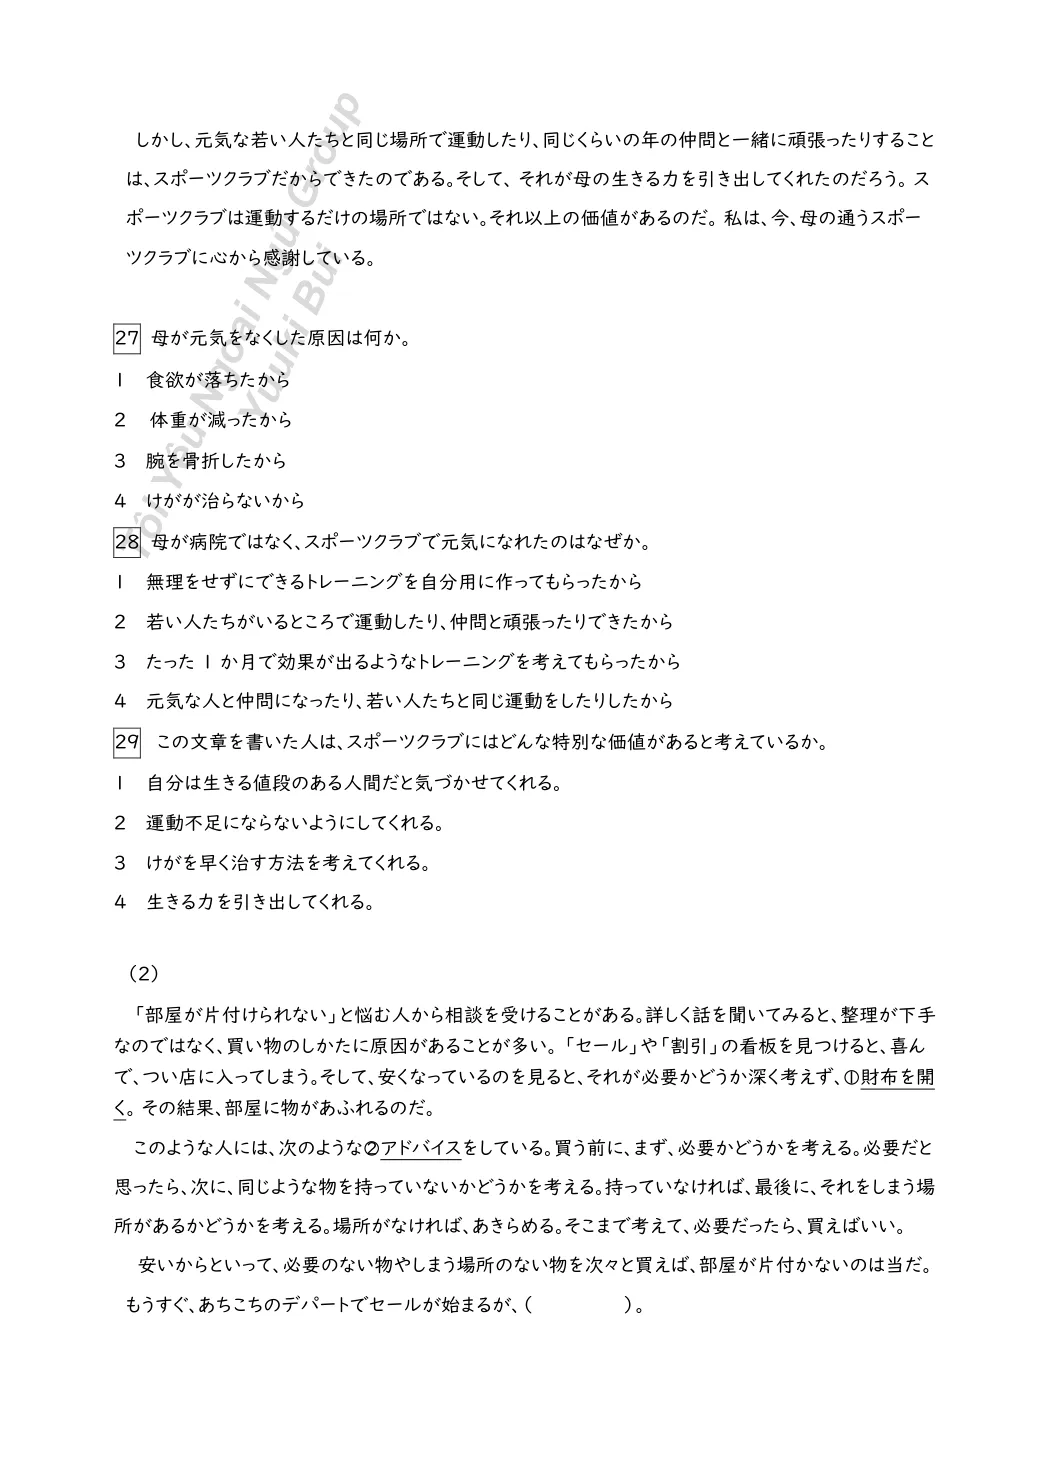 しかし、元気な若い人たちと同じ場所で運動したり、同じくらいの年の仲間と一緒に頑張ったりすること
は、スポーツクラブだからできたのである。そして、それが母の生きる力を引き出してくれたのだろう。ス
ポーツクラブは運動するだけの場所ではない。それ以上の価値があるのだ。私は、今、母の通うスポー
ツクラブに心から感謝している。
27 母が元気をなくした原因は何か。
1 食欲が落ちたから
2 体重が減ったから
3 腕を骨折したから
4 けがが治らないから
28 母が病院ではなく、スポーツクラブで元気になれたのはなぜか。
1 無理をせずにできるトレーニングを自分用に作ってもらったから
2 若い人たちがいるところで運動したり、仲間と頑張ったりできたから
3 たった1か月で効果が出るようなトレーニングを考えてもらったから
4 元気な人と仲間になったり、若い人たちと同じ運動をしたりしたから
29 この文章を書いた人は、スポーツクラブにはどんな特別な価値があると考えているか。
1 自分は生きる値段のある人間だと気づかせてくれる。
2 運動不足にならないようにしてくれる。
3 けがを早く治す方法を考えてくれる。
4 生きる力を引き出してくれる。
(2)
「部屋が片付けられない」と悩む人から相談を受けることがある。詳しく話を聞いてみると、整理が下手
なのではなく、買い物のしかたに原因があることが多い。「セール」や「割引」の看板を見つけると、喜ん
で、つい店に入ってしまう。そして、安くなっているのを見ると、それが必要かどうか深く考えず、①財布を開
く。その結果、部屋に物があふれるのだ。
このような人には、次のような②アドバイスをしている。買う前に、まず、必要かどうかを考える。必要だと
思ったら、次に、同じような物を持っていないかどうかを考える。持っていなければ、最後に、それをしまう場
所があるかどうかを考える。場所がなければ、あきらめる。そこまで考えて、必要だったら、買えばいい。
安いからといって、必要のない物やしまう場所のない物を次々と買えば、部屋が片付かないのは当だ。
もうすぐ、あちこちのデパートでセールが始まるが、( )。
Tôi Yêu Ngoại Ngữ Group
Yuuki Bui